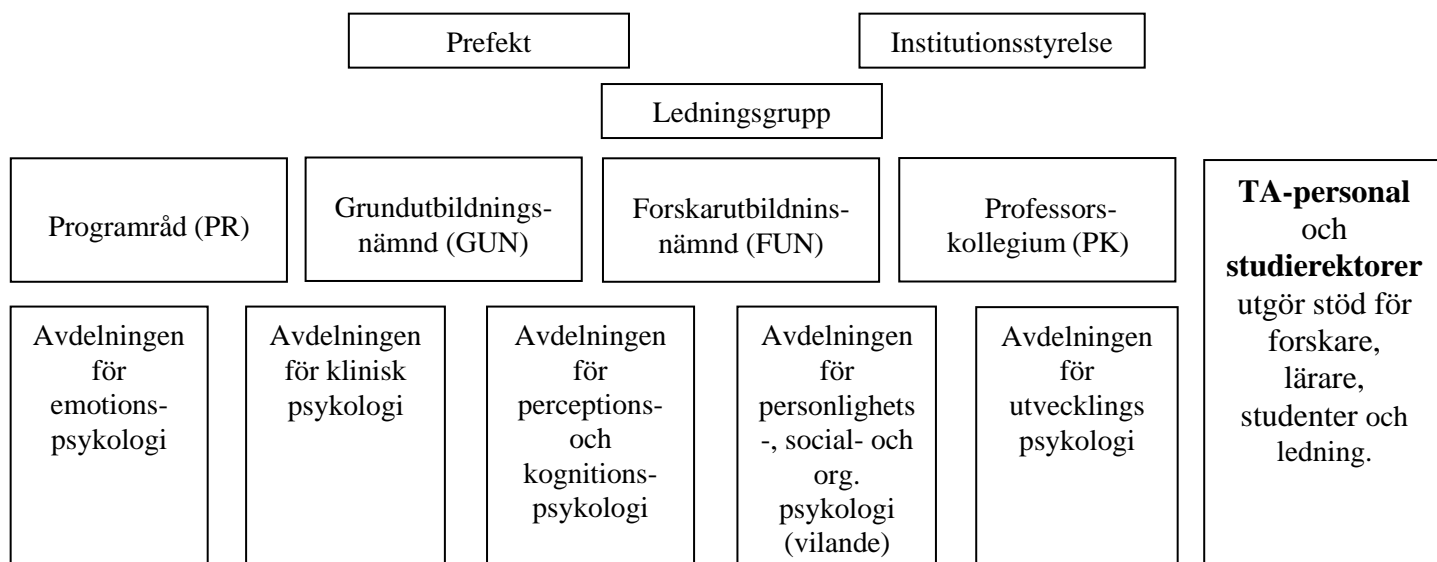 Prefekt
Institutionsstyrelse
Ledningsgrupp
Programråd (PR)
Grundutbildnings-
nämnd (GUN)
Forskarutbildnins-
nämnd (FUN)
Professors-
kollegium (PK)
TA-personal
och
studierektorer
utgör stöd för
forskare,
lärare,
studenter och
ledning.
Avdelningen
för
emotions-
psykologi
Avdelningen
för klinisk
psykologi
Avdelningen
för
perceptions-
och
kognitions-
psykologi
Avdelningen
för
personlighets
-, social- och
org.
psykologi
(vilande)
Avdelningen
för
utvecklings
psykologi